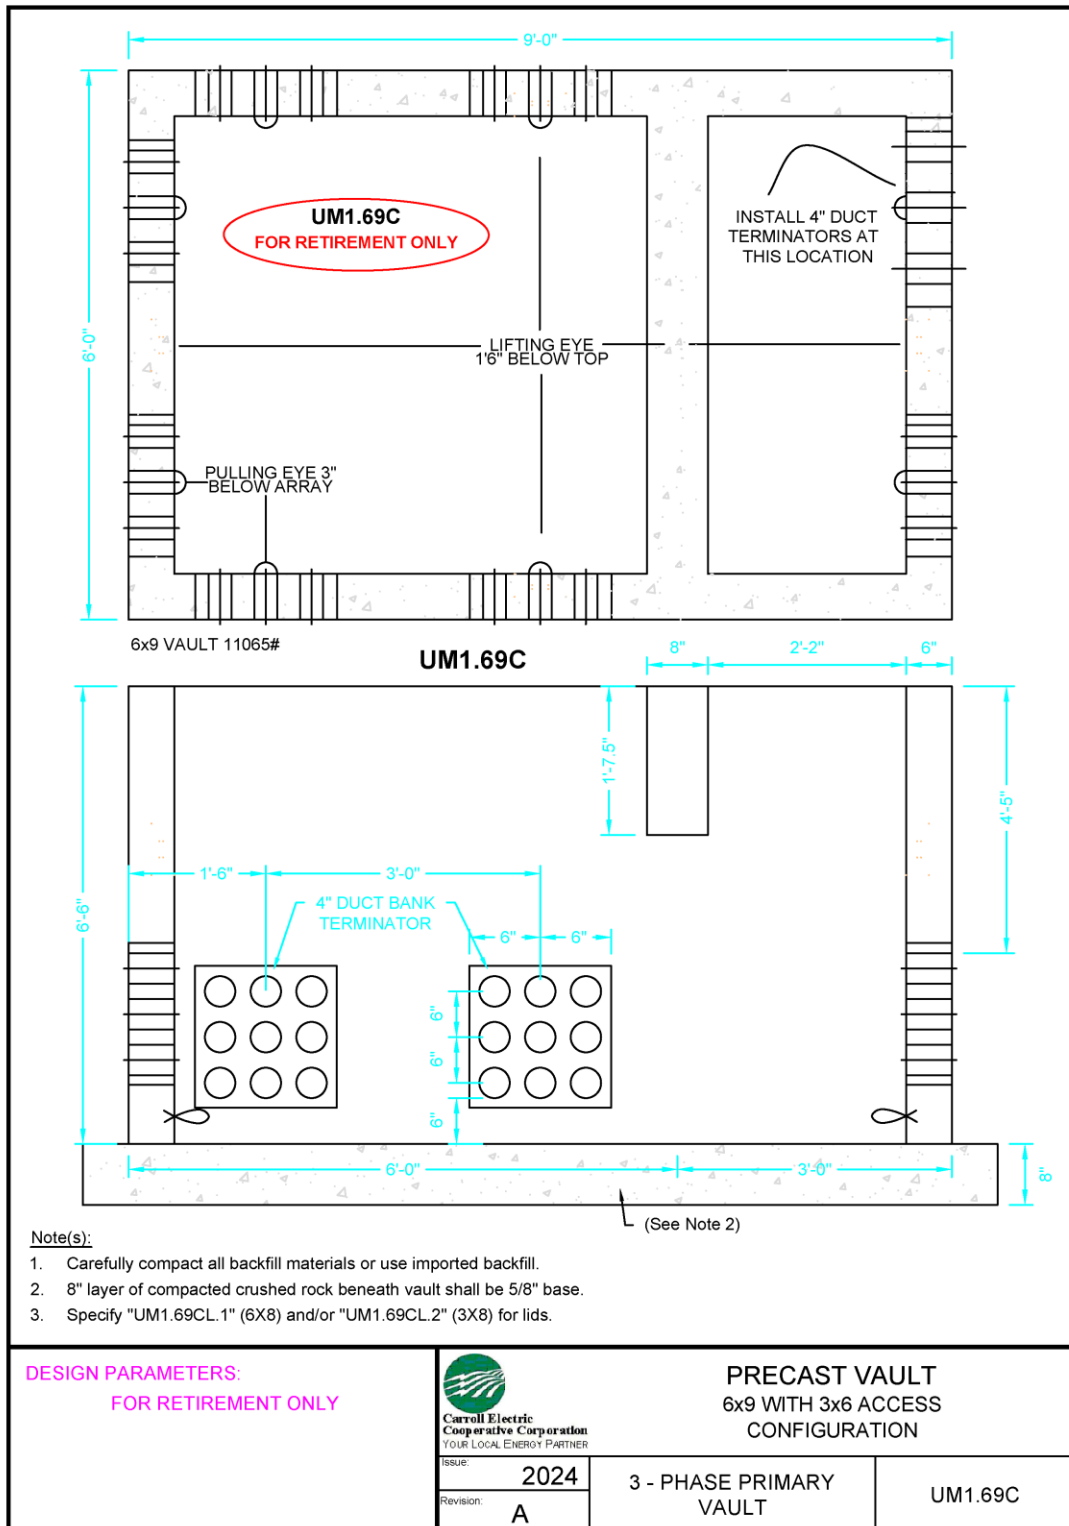 9'-0"
6'-0"
UM1.69C
FOR RETIREMENT ONLY
INSTALL 4" DUCT
TERMINATORS AT
THIS LOCATION
LIFTING EYE
1'6" BELOW TOP
PULLING EYE 3"
BELOW ARRAY
6x9 VAULT 11065#
UM1.69C
8"
2'-2"
6"
1'-7.5"
4'-5"
6'-6"
1'-6"
3'-0"
4" DUCT BANK
TERMINATOR
6"
6"
6"
6"
6"
6'-0"
3'-0"
8"
(See Note 2)
Note(s):
1. Carefully compact all backfill materials or use imported backfill.
2. 8" layer of compacted crushed rock beneath vault shall be 5/8" base.
3. Specify "UM1.69CL.1" (6X8) and/or "UM1.69CL.2" (3X8) for lids.
DESIGN PARAMETERS:
FOR RETIREMENT ONLY
Carroll Electric
Cooperative Corporation
YOUR LOCAL ENERGY PARTNER
PRECAST VAULT
6x9 WITH 3x6 ACCESS
CONFIGURATION
Issue:
2024
Revision:
A
3 - PHASE PRIMARY
VAULT
UM1.69C